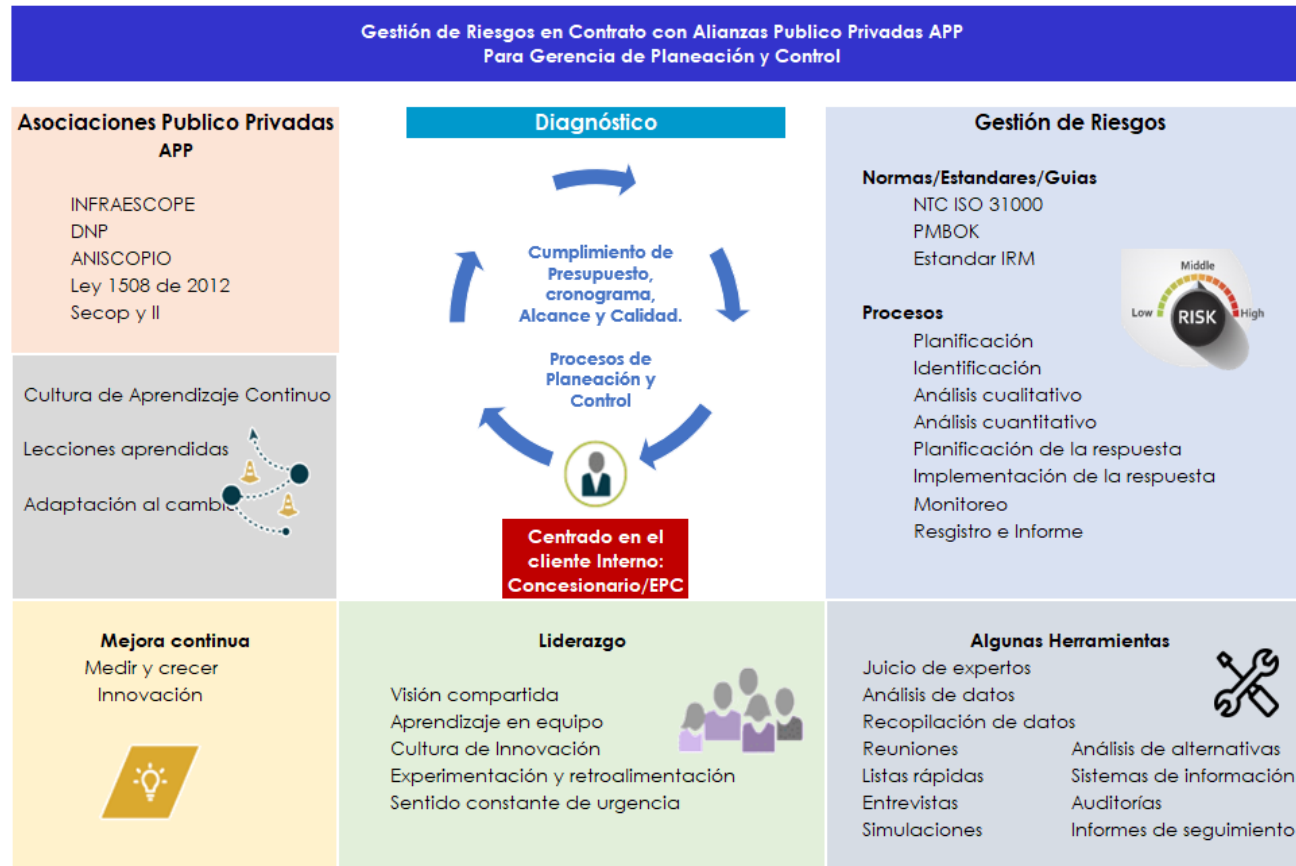 Gestión de Riesgos en Contrato con Alianzas Publico Privadas APP
Para Gerencia de Planeación y Control
Asociaciones Publico Privadas
APP
INFRAESCOPE
DNP
ANISCOPIO
Ley 1508 de 2012
Secop y II
Cultura de Aprendizaje Continuo
Lecciones aprendidas
Adaptación al cambio
Diagnóstico
Cumplimiento de
Presupuesto,
cronograma,
Alcance y Calidad.
Procesos de
Planeación y
Control
Centrado en el
cliente Interno:
Concesionario/EPC
Gestión de Riesgos
Normas/Estandares/Guias
NTC ISO 31000
PMBOK
Estandar IRM
Middle
Low
RISK
High
Procesos
Planificación
Identificación
Análisis cualitativo
Análisis cuantitativo
Planificación de la respuesta
Implementación de la respuesta
Monitoreo
Resgistro e Informe
Mejora continua
Medir y crecer
Innovación
Liderazgo
Visión compartida
Aprendizaje en equipo
Cultura de Innovación
Experimentación y retroalimentación
Sentido constante de urgencia
Algunas Herramientas
Juicio de expertos
Análisis de datos
Recopilación de datos
Reuniones
Listas rápidas
Entrevistas
Simulaciones
Análisis de alternativas
Sistemas de información
Auditorías
Informes de seguimiento